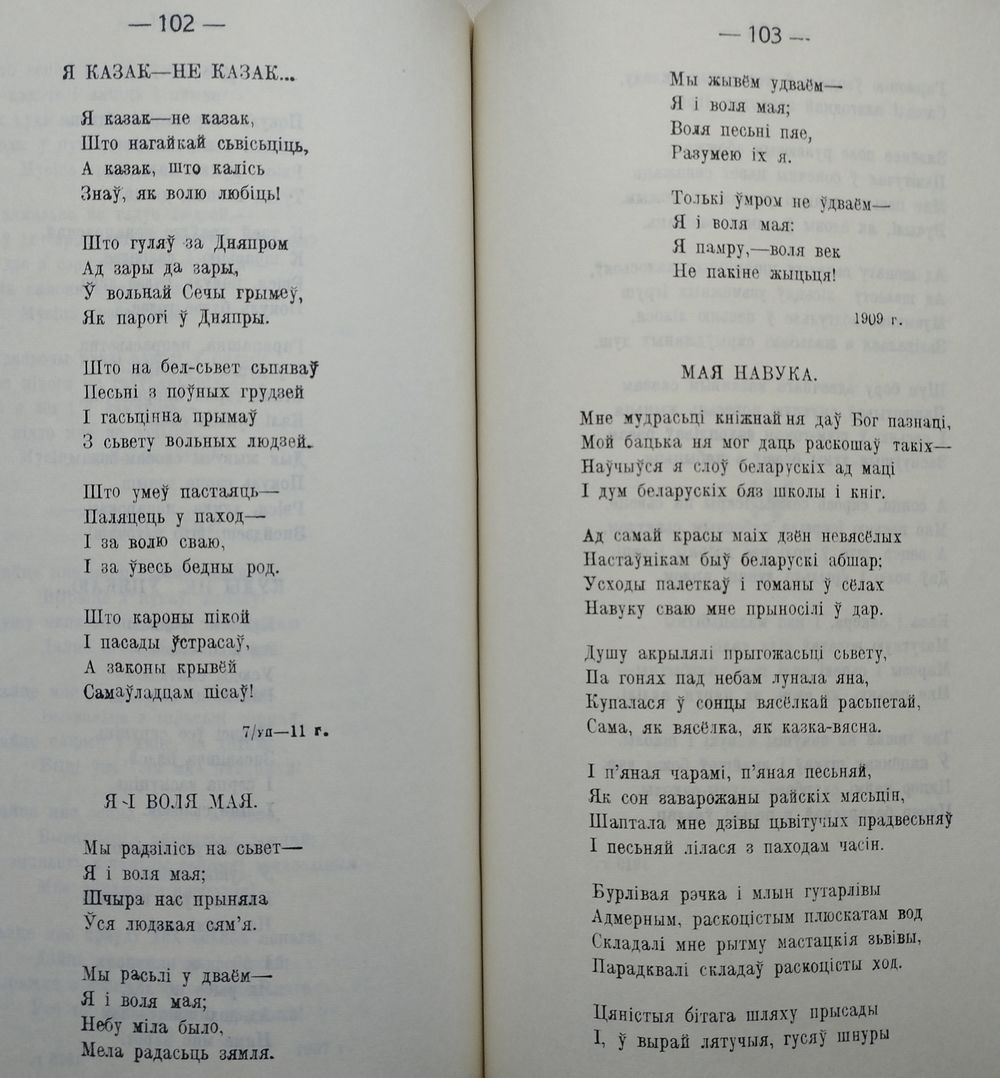 — 102 —
Я КАЗАК—НЕ КАЗАК...
Я казак—не казак,
Што нагайкай сьвісьціць,
А казак, што калісь
Знаў, як волю любіць!
Што гуляў за Дняпром
Ад зары да зары,
Ў вольнай Сечы грымеў,
Як парогі ў Дняпры.
Што на бел-сьвет сьпяваў
Песьні з поўных грудзей
І гасьцінна прымаў
З сьвету вольных людзей.
Што умеў пастаяць—
Паляцець у паход—
І за волю сваю,
І за ўвесь бедны род.
Што кароны пікой
І пасады ўстрасаў,
А законы крывёй
Самаўладцам пісаў!
7/уп—11 г.
Я І ВОЛЯ МАЯ.
Мы радзілісь на сьвет—
Я і воля мая;
Шчыра нас прыняла
Ўся людзкая сям’я.
Мы расьлі у дваём—
Я і воля мая;
Небу міла было,
Мела радасьць зямля.
— 103 —
Мы жывём удваём—
Я і воля мая;
Воля песьні пяе,
Разумею іх я.
Толькі ўмром не ўдваём—
Я і воля мая:
Я памру,—воля век
Не пакіне жыцьця!
1909 г.
МАЯ НАВУКА.
Мне мудрасьці кніжнай ня даў Бог пазнаці,
Мой бацька ня мог даць раскошаў такіх—
Наўчыўся я слоў беларускіх ад маці
І дум беларускіх бяз школы і кніг.
Ад самай красы маіх дзён невясёлых
Настаўнікам быў беларускі абшар;
Усходы палеткаў і гоманы ў сёлах
Навуку сваю мне прыносілі ў дар.
Душу акрылялі прыгожасьці сьвету,
Па гонях пад небам лунала яна,
Купалася ў сонцы вясёлкай расьпетай,
Сама, як вясёлка, як казка-вясна.
І п’яная чарамі, п’яная песьняй,
Як сон заварожаны райскіх мясьцін,
Шаптала мне дзівы цьвітучых прадвесьняў
І песьняй лілася з паходам часін.
Бурлівая рэчка і млын гутарлівы
Адмерным, раскоцістым плюскатам вод
Складалі мне рытму мастацкія зьвівы,
Парадквалі складаў раскоцісты ход.
Цяністыя бітага шляху прысады
І, ў вырай лятучыя, гусяў шнуры